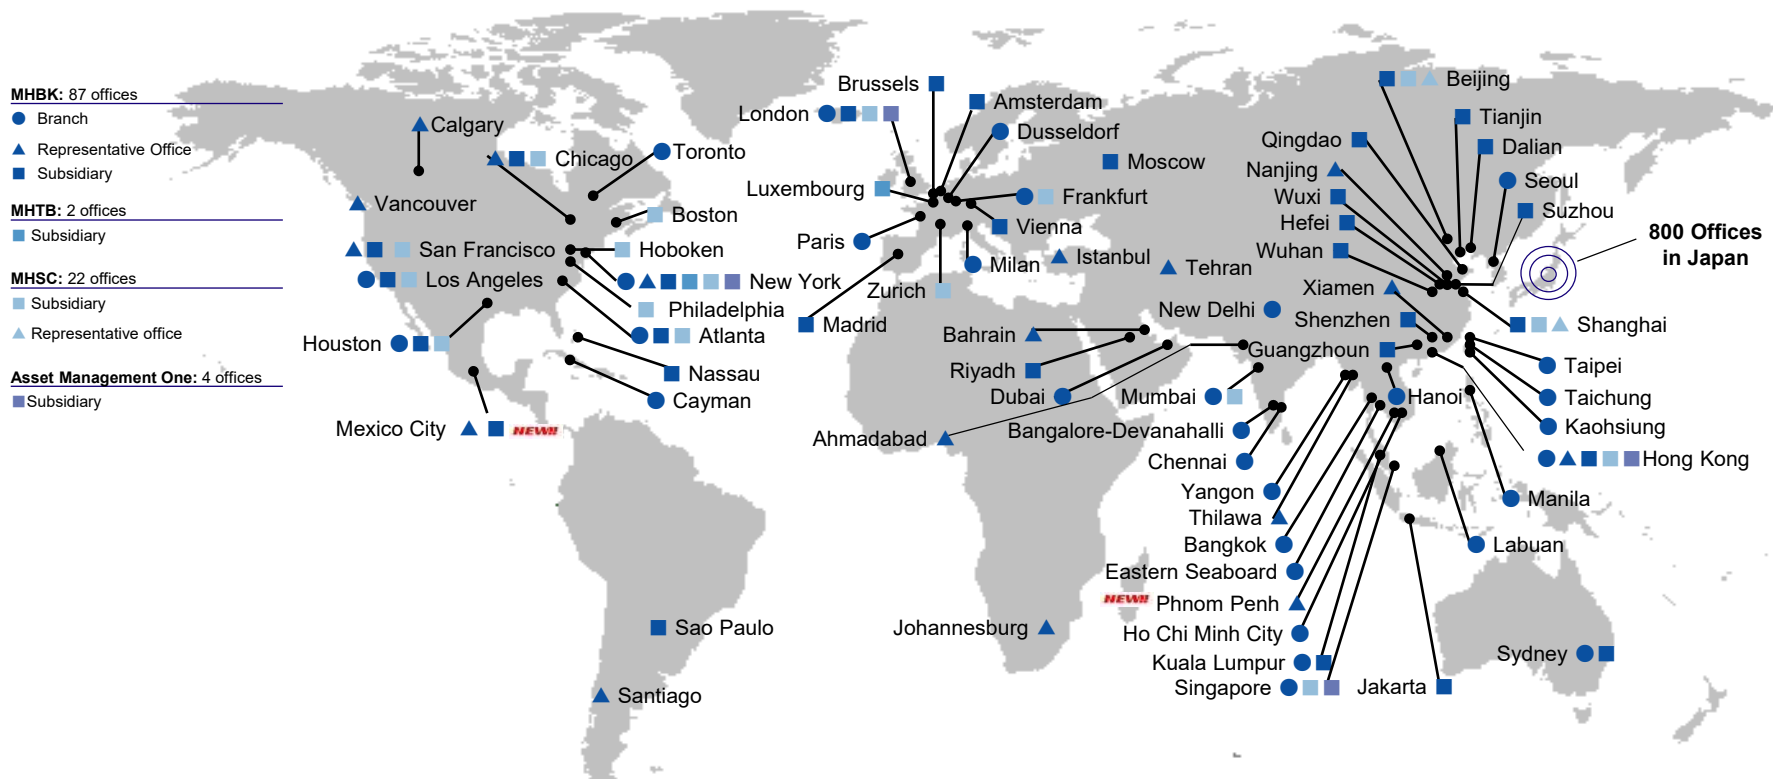 MHBK: 87 offices
Branch
Representative Office
Subsidiary
MHTB: 2 offices
Subsidiary
MHSC: 22 offices
Subsidiary
Representative office
Asset Management One: 4 offices
Subsidiary
Calgary
Chicago
Toronto
Vancouver
Boston
San Francisco
Hoboken
Los Angeles
New York
Philadelphia
Houston
Atlanta
Nassau
Cayman
Mexico City
NEW!!
Sao Paulo
Santiago
Brussels
London
Amsterdam
Dusseldorf
Moscow
Luxembourg
Frankfurt
Paris
Vienna
Milan
Istanbul
Zurich
Madrid
Tehran
Bahrain
Riyadh
Dubai
Ahmadabad
Johannesburg
New Delhi
Mumbai
Bangalore-Devanahalli
Chennai
Yangon
Thilawa
Bangkok
Eastern Seaboard
NEW!!
Phnom Penh
Ho Chi Minh City
Kuala Lumpur
Singapore
Jakarta
Beijing
Tianjin
Qingdao
Dalian
Nanjing
Seoul
Wuxi
Suzhou
Hefei
Wuhan
800 Offices
in Japan
Xiamen
Shenzhen
Shanghai
Guangzhoun
Taipei
Hanoi
Taichung
Kaohsiung
Hong Kong
Manila
Labuan
Sydney